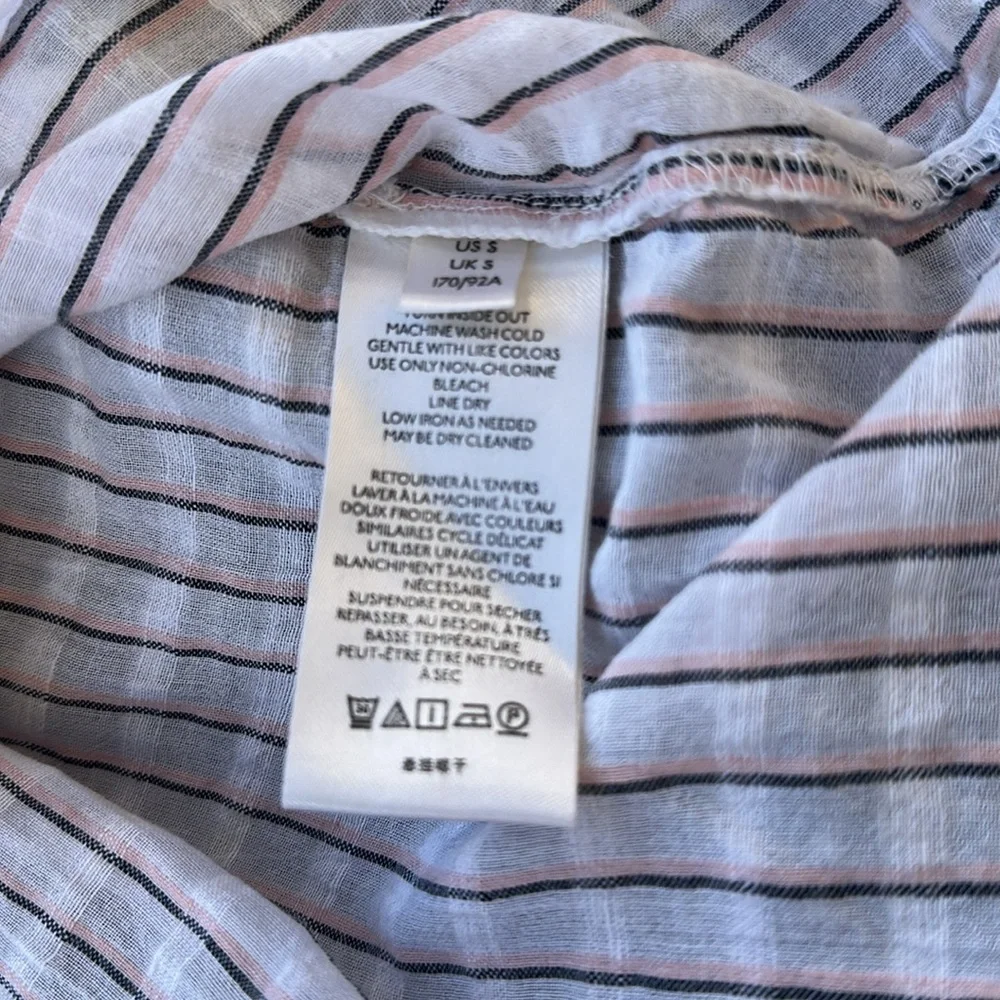 US S
UK S
170/92A
TURN INSIDE OUT
MACHINE WASH COLD
GENTLE WITH LIKE COLORS
USE ONLY NON-CHLORINE
BLEACH
LINE DRY
LOW IRON AS NEEDED
MAY BE DRY CLEANED
RETOURNER À L'ENVERS
LAVER À LA MACHINE À L'EAU
DOUX FROIDE AVEC COULEURS
SIMILAIRES CYCLE DÉLICAT
UTILISER UN AGENT DE
BLANCHIMENT SANS CHLORE SI
NÉCESSAIRE
SUSPENDRE POUR SÉCHER
REPASSER, AU BESOIN, À TRÈS
BASSE TEMPÉRATURE
PEUT-ÊTRE ÊTRE NETTOYÉE
À SEC
P